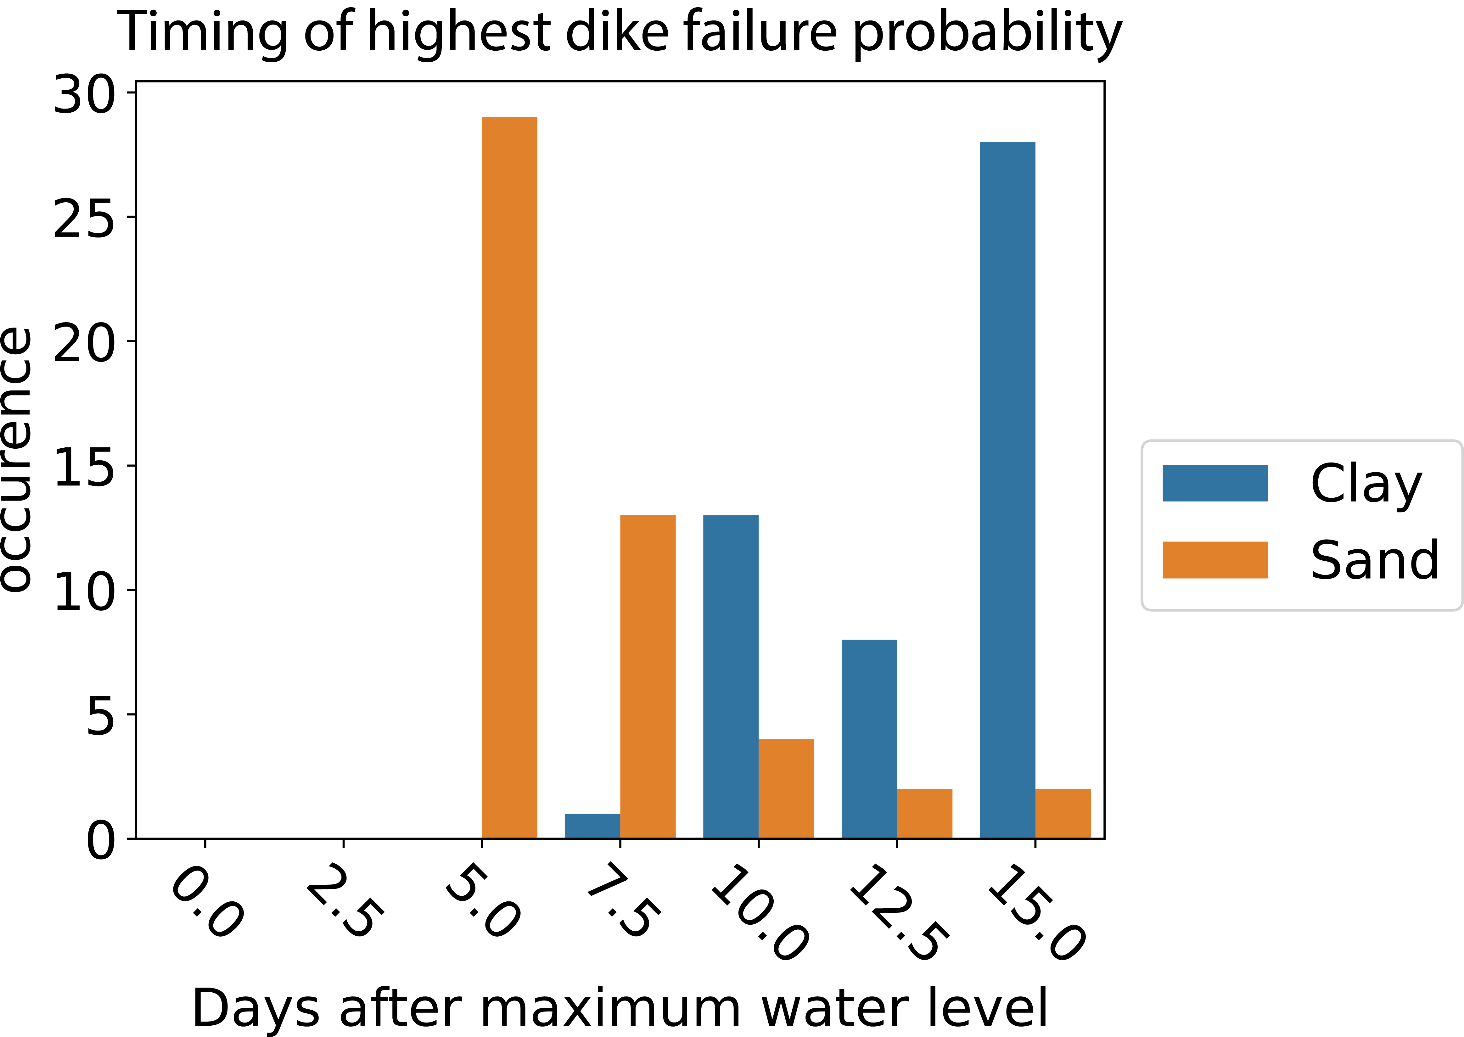 Timing of highest dike failure probability
30
25
20
15
10
5
0
occurence
0.0
2.5
5.0
7.5
10.0
12.5
15.0
Days after maximum water level
Clay
Sand